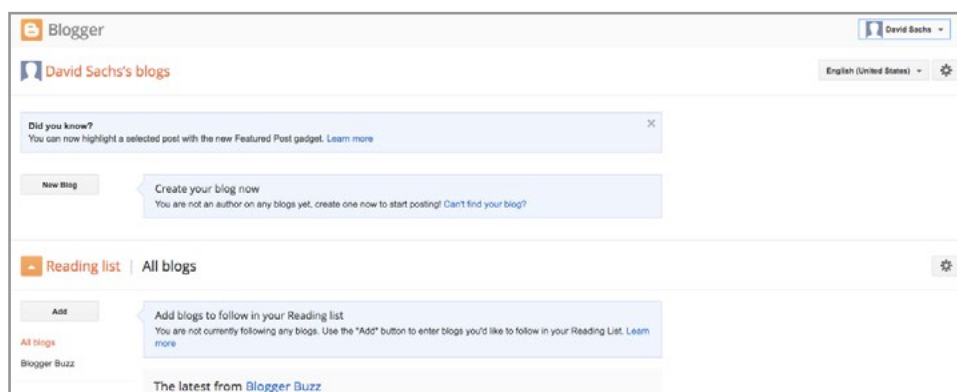 Blogger
David Sachs
David Sachs's blogs
English (United States)
Did you know?
You can now highlight a selected post with the new Featured Post gadget. Learn more
New Blog
Create your blog now
You are not an author on any blogs yet, create one now to start posting! Can't find your blog?
Reading list | All blogs
Add
Add blogs to follow in your Reading list
You are not currently following any blogs. Use the "Add" button to enter blogs you'd like to follow in your Reading List. Learn
more
All blogs
Blogger Buzz
The latest from Blogger Buzz